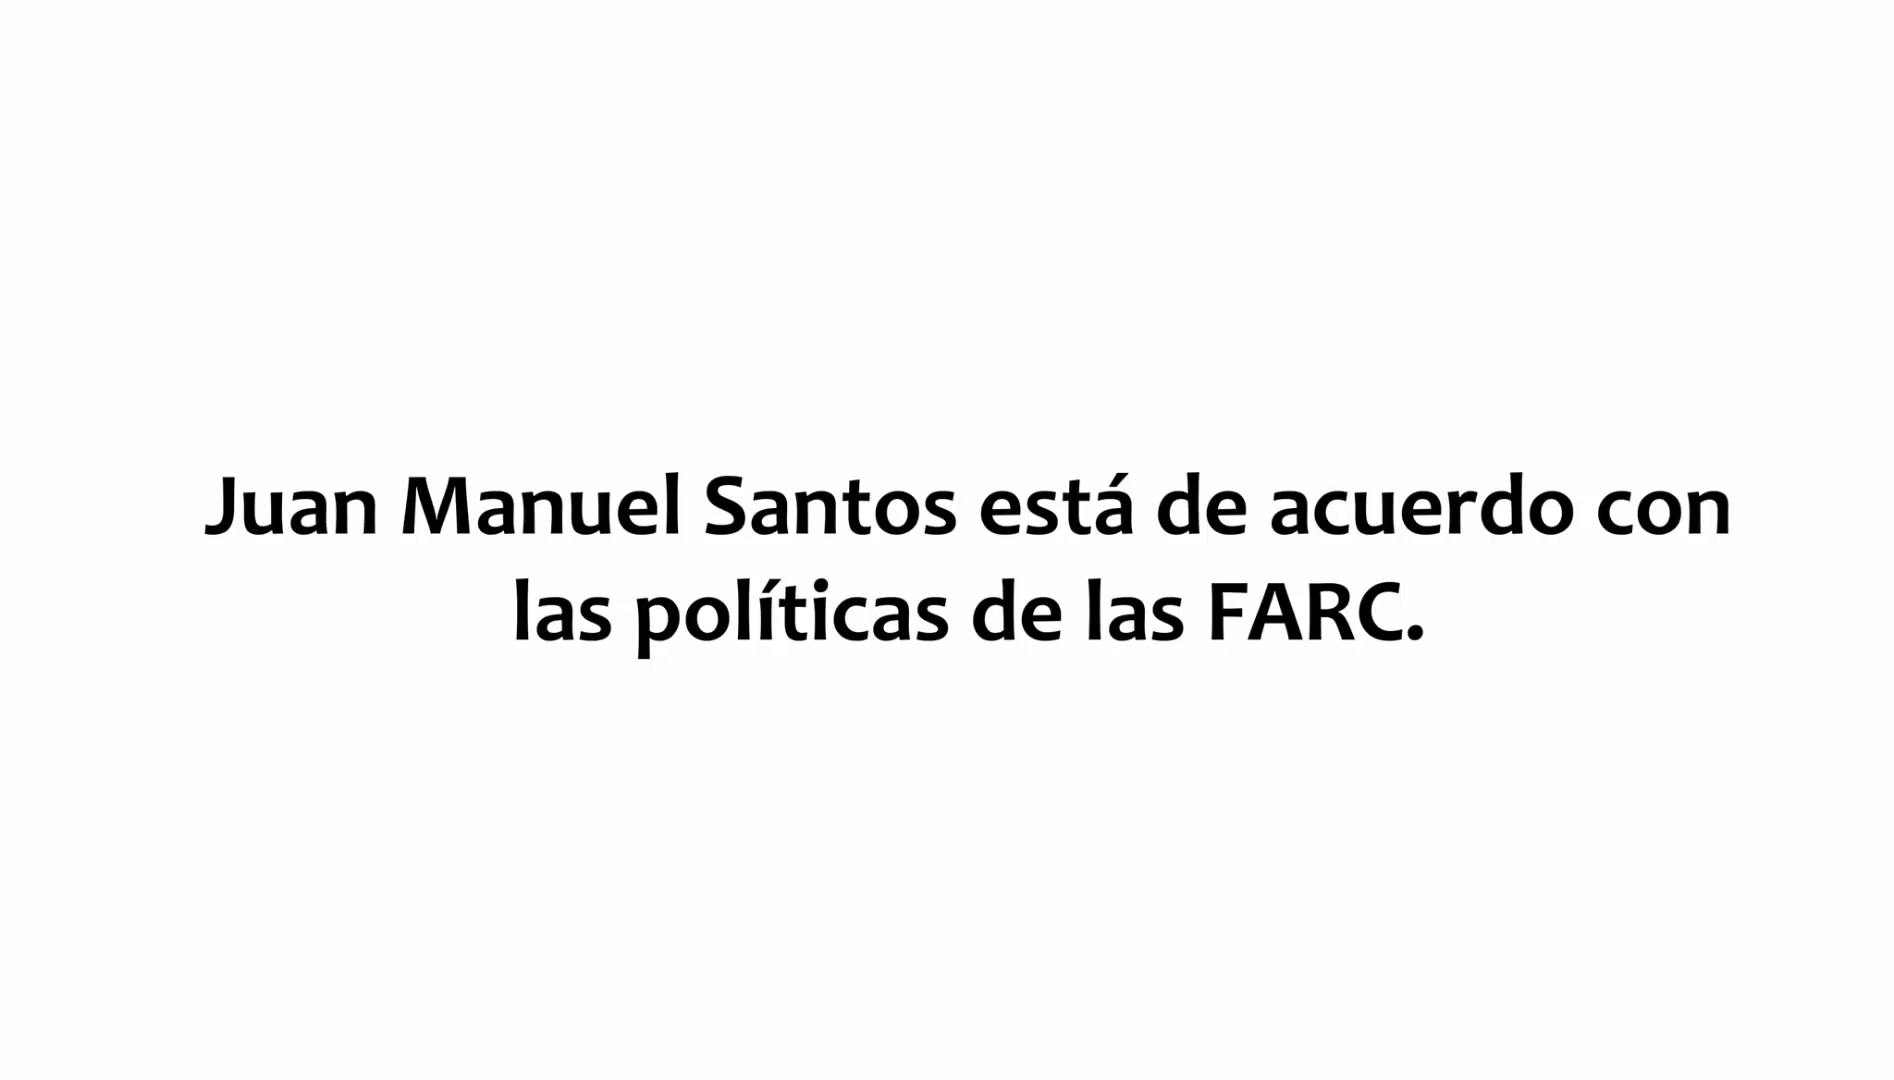 Juan Manuel Santos está de acuerdo con
las políticas de las FARC.